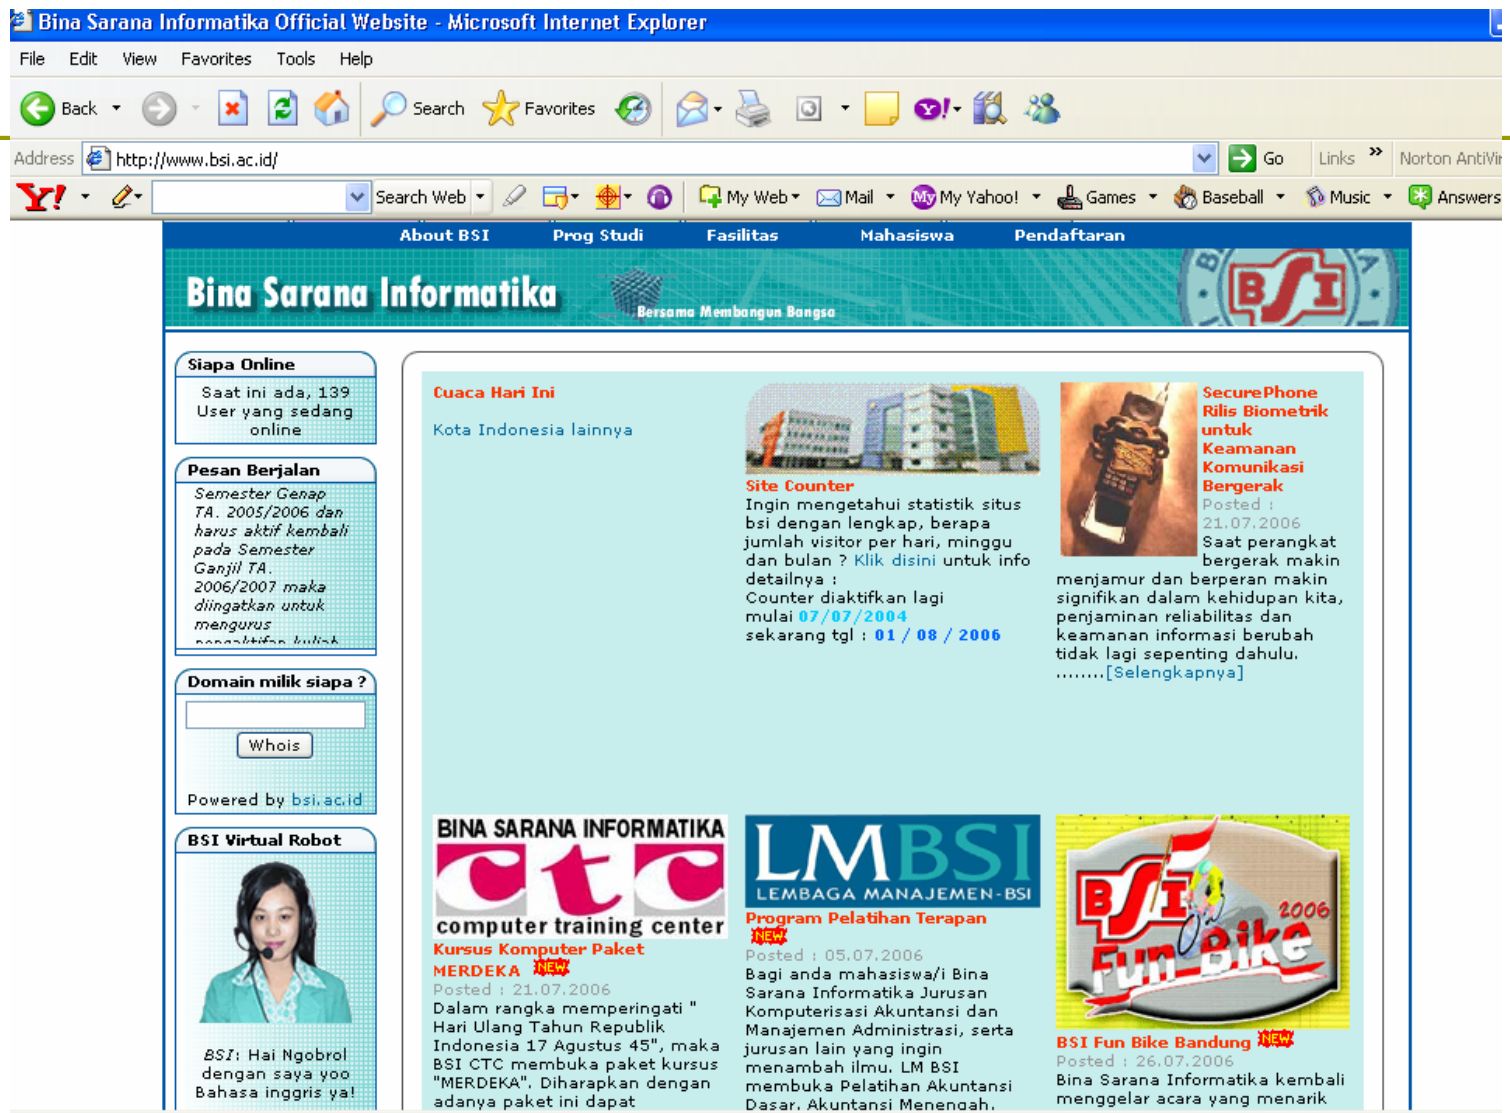 Bina Sarana Informatika Official Website - Microsoft Internet Explorer
File Edit View Favorites Tools Help
Back Search Favorites
Address http://www.bsi.ac.id/ Go Links » Norton AntiVir
Y! Search Web My Web Mail My My Yahoo! Games Baseball Music Answers
About BSI Prog Studi Fasilitas Mahasiswa Pendaftaran
Bina Sarana Informatika
Bersama Membangun Bangsa
BSI
Siapa Online
Saat ini ada, 139
User yang sedang
online
Pesan Berjalan
Semester Genap
TA. 2005/2006 dan
harus aktif kembali
pada Semester
Ganjil TA.
2006/2007 maka
diingatkan untuk
mengurus
pengaktifan kuliah
Domain milik siapa ?
Whois
Powered by bsi.ac.id
BSI Virtual Robot
BSI: Hai Ngobrol
dengan saya yoo
Bahasa inggris ya!
Cuaca Hari Ini
Kota Indonesia lainnya
Site Counter
Ingin mengetahui statistik situs
bsi dengan lengkap, berapa
jumlah visitor per hari, minggu
dan bulan ? Klik disini untuk info
detailnya :
Counter diaktifkan lagi
mulai 07/07/2004
sekarang tgl : 01 / 08 / 2006
SecurePhone
Rilis Biometrik
untuk
Keamanan
Komunikasi
Bergerak
Posted :
21.07.2006
Saat perangkat
bergerak makin
menjamur dan berperan makin
signifikan dalam kehidupan kita,
penjaminan reliabilitas dan
keamanan informasi berubah
tidak lagi sepenting dahulu.
........[Selengkapnya]
BINA SARANA INFORMATIKA
ctc
computer training center
Kursus Komputer Paket
MERDEKA NEW
Posted : 21.07.2006
Dalam rangka memperingati "
Hari Ulang Tahun Republik
Indonesia 17 Agustus 45", maka
BSI CTC membuka paket kursus
"MERDEKA". Diharapkan dengan
adanya paket ini dapat
LMBSI
LEMBAGA MANAJEMEN-BSI
Program Pelatihan Terapan
NEW
Posted : 05.07.2006
Bagi anda mahasiswa/i Bina
Sarana Informatika Jurusan
Komputerisasi Akuntansi dan
Manajemen Administrasi, serta
jurusan lain yang ingin
menambah ilmu. LM BSI
membuka Pelatihan Akuntansi
Dasar, Akuntansi Menengah,
BSI
2006
Fun Bike
BSI Fun Bike Bandung NEW
Posted : 26.07.2006
Bina Sarana Informatika kembali
menggelar acara yang menarik